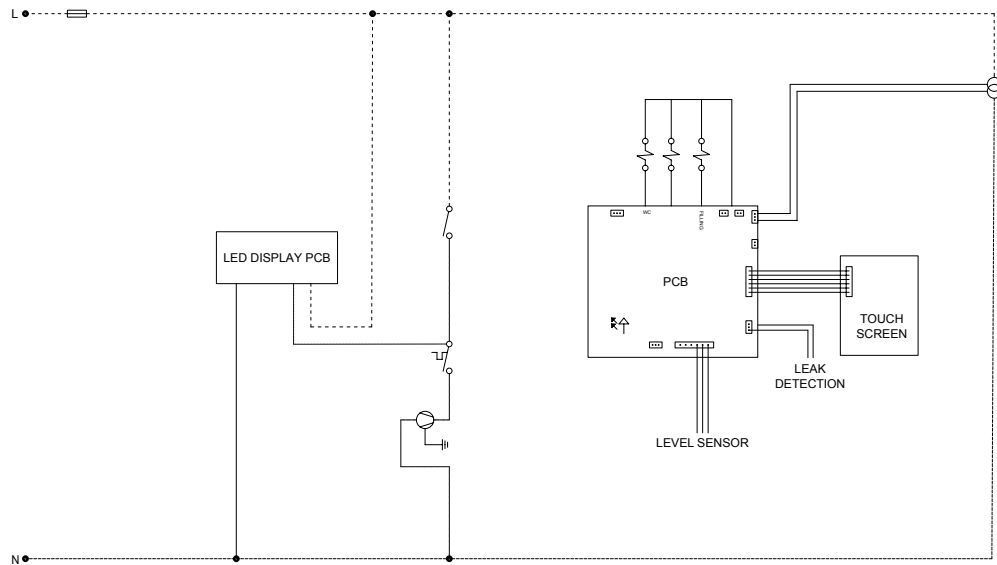 L
WC
FILLING
LED DISPLAY PCB
PCB
TOUCH
SCREEN
LEAK
DETECTION
LEVEL SENSOR
N